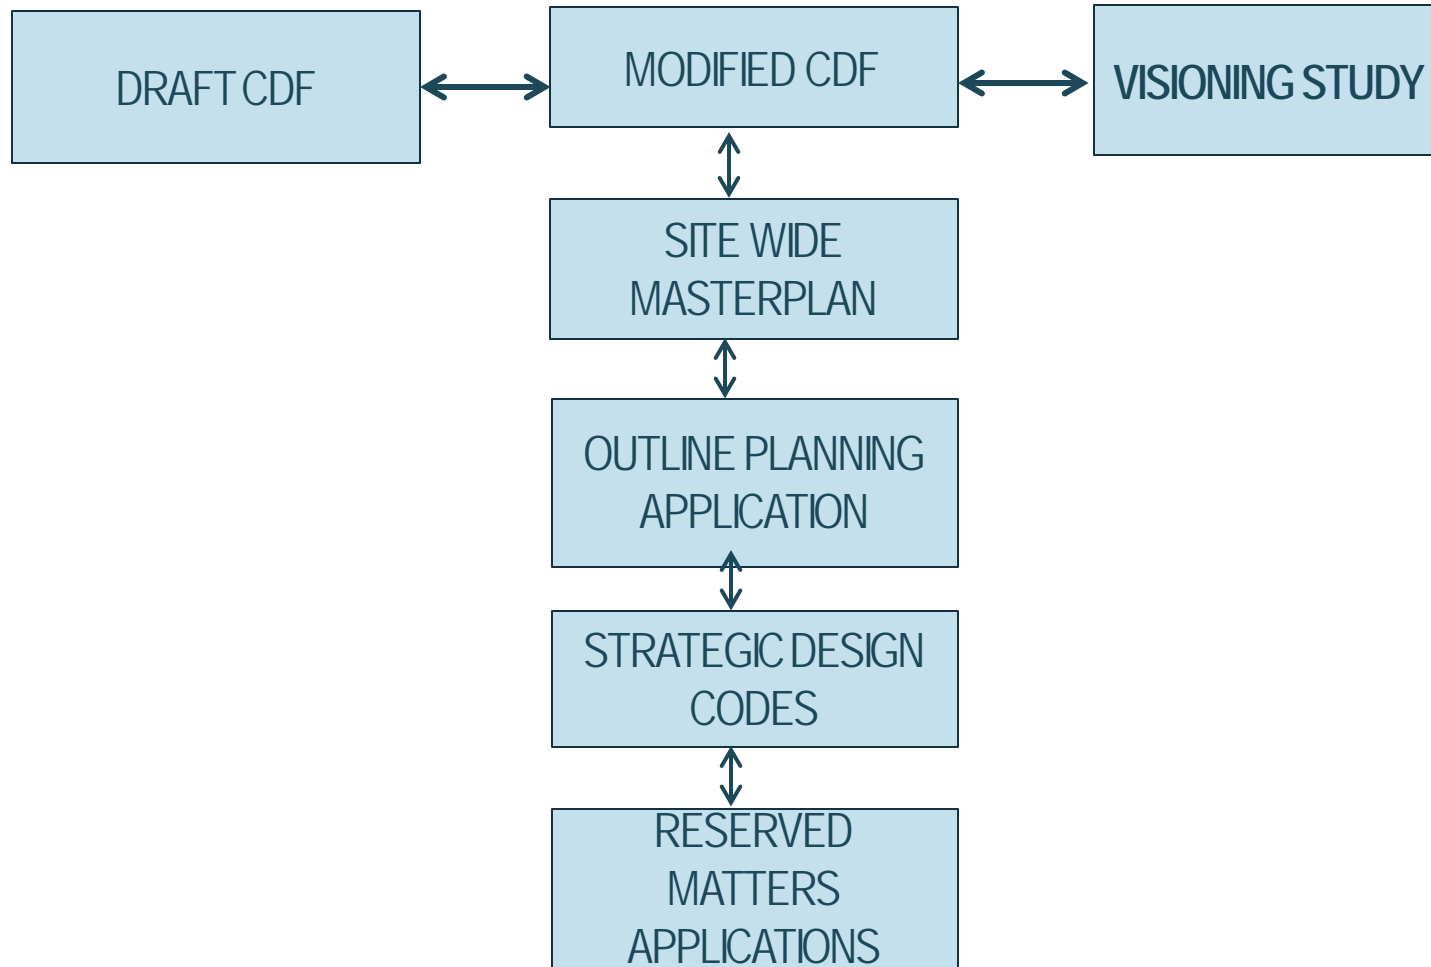 DRAFT CDF
MODIFIED CDF
VISIONING STUDY
SITE WIDE
MASTERPLAN
OUTLINE PLANNING
APPLICATION
STRATEGIC DESIGN
CODES
RESERVED
MATTERS
APPLICATIONS